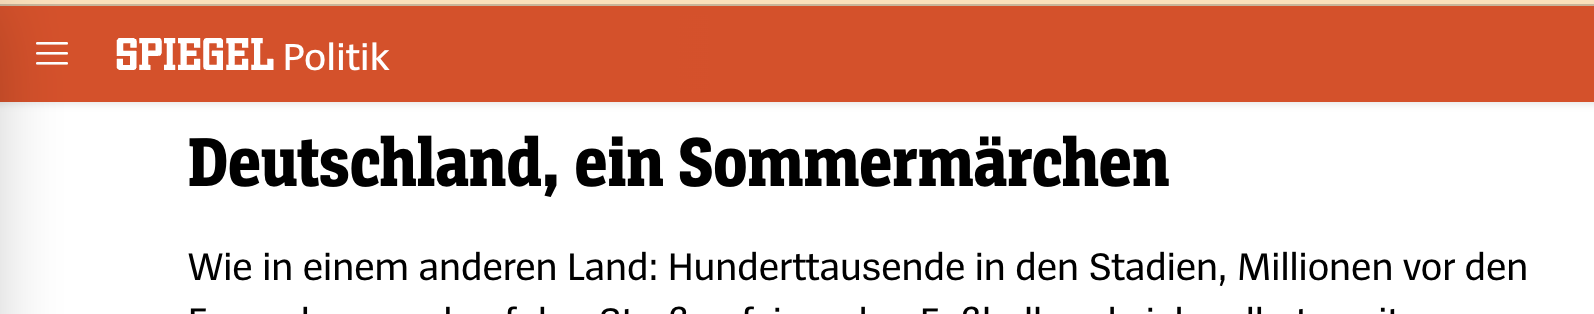 SPIEGEL Politik
Deutschland, ein Sommermärchen
Wie in einem anderen Land: Hunderttausende in den Stadien, Millionen vor den